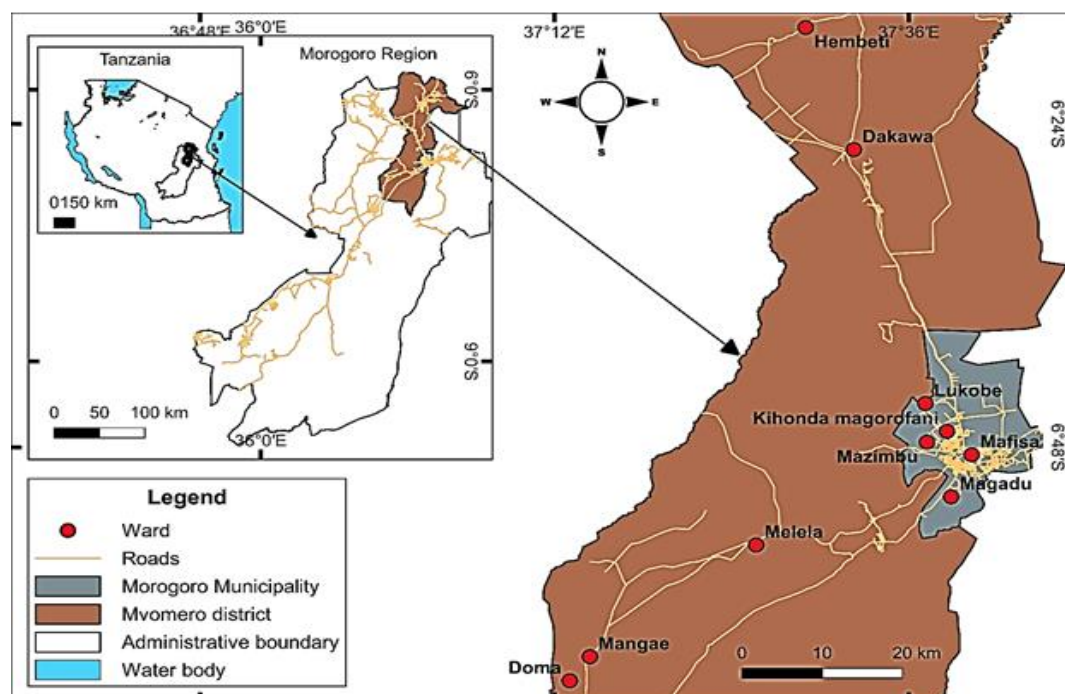 36°48'E
36°0'E
37°12'E
37°36'E
Tanzania
0150 km
Morogoro Region
6°0'S
9°0'S
0 50 100 km
36°0'E
N
W E
S
6°24'S
6°48'S
Hembeti
Dakawa
Lukobe
Kihonda magorofani
Mazimbu
Mafisa
Magadu
Melela
Mangae
Doma
0 10 20 km
Legend
Ward
Roads
Morogoro Municipality
Mvomero district
Administrative boundary
Water body